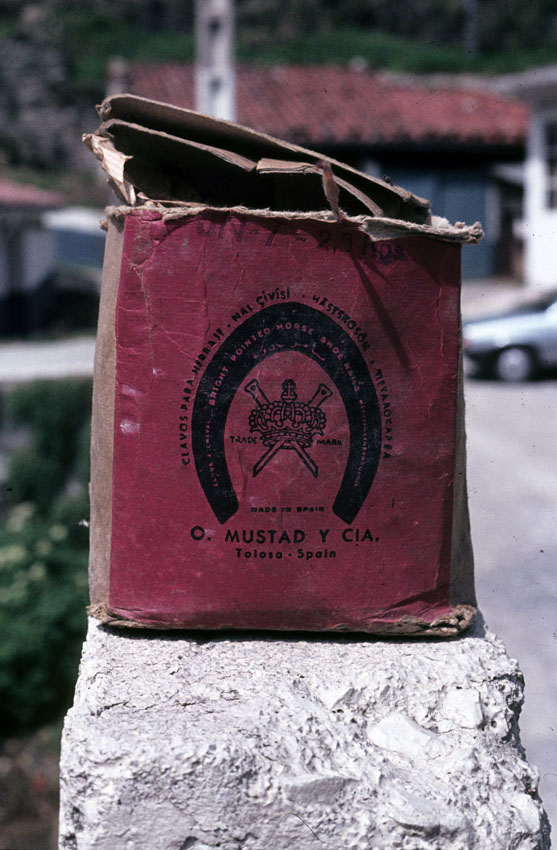 CLAVOS PARA HERRAJE - NAL ÇIVISI - HÄSTSKOSÖM -
BRIGHT POINTED HORSE SHOE NAILS
TRADE MARK
MADE IN SPAIN
O. MUSTAD Y CIA.
Tolosa - Spain